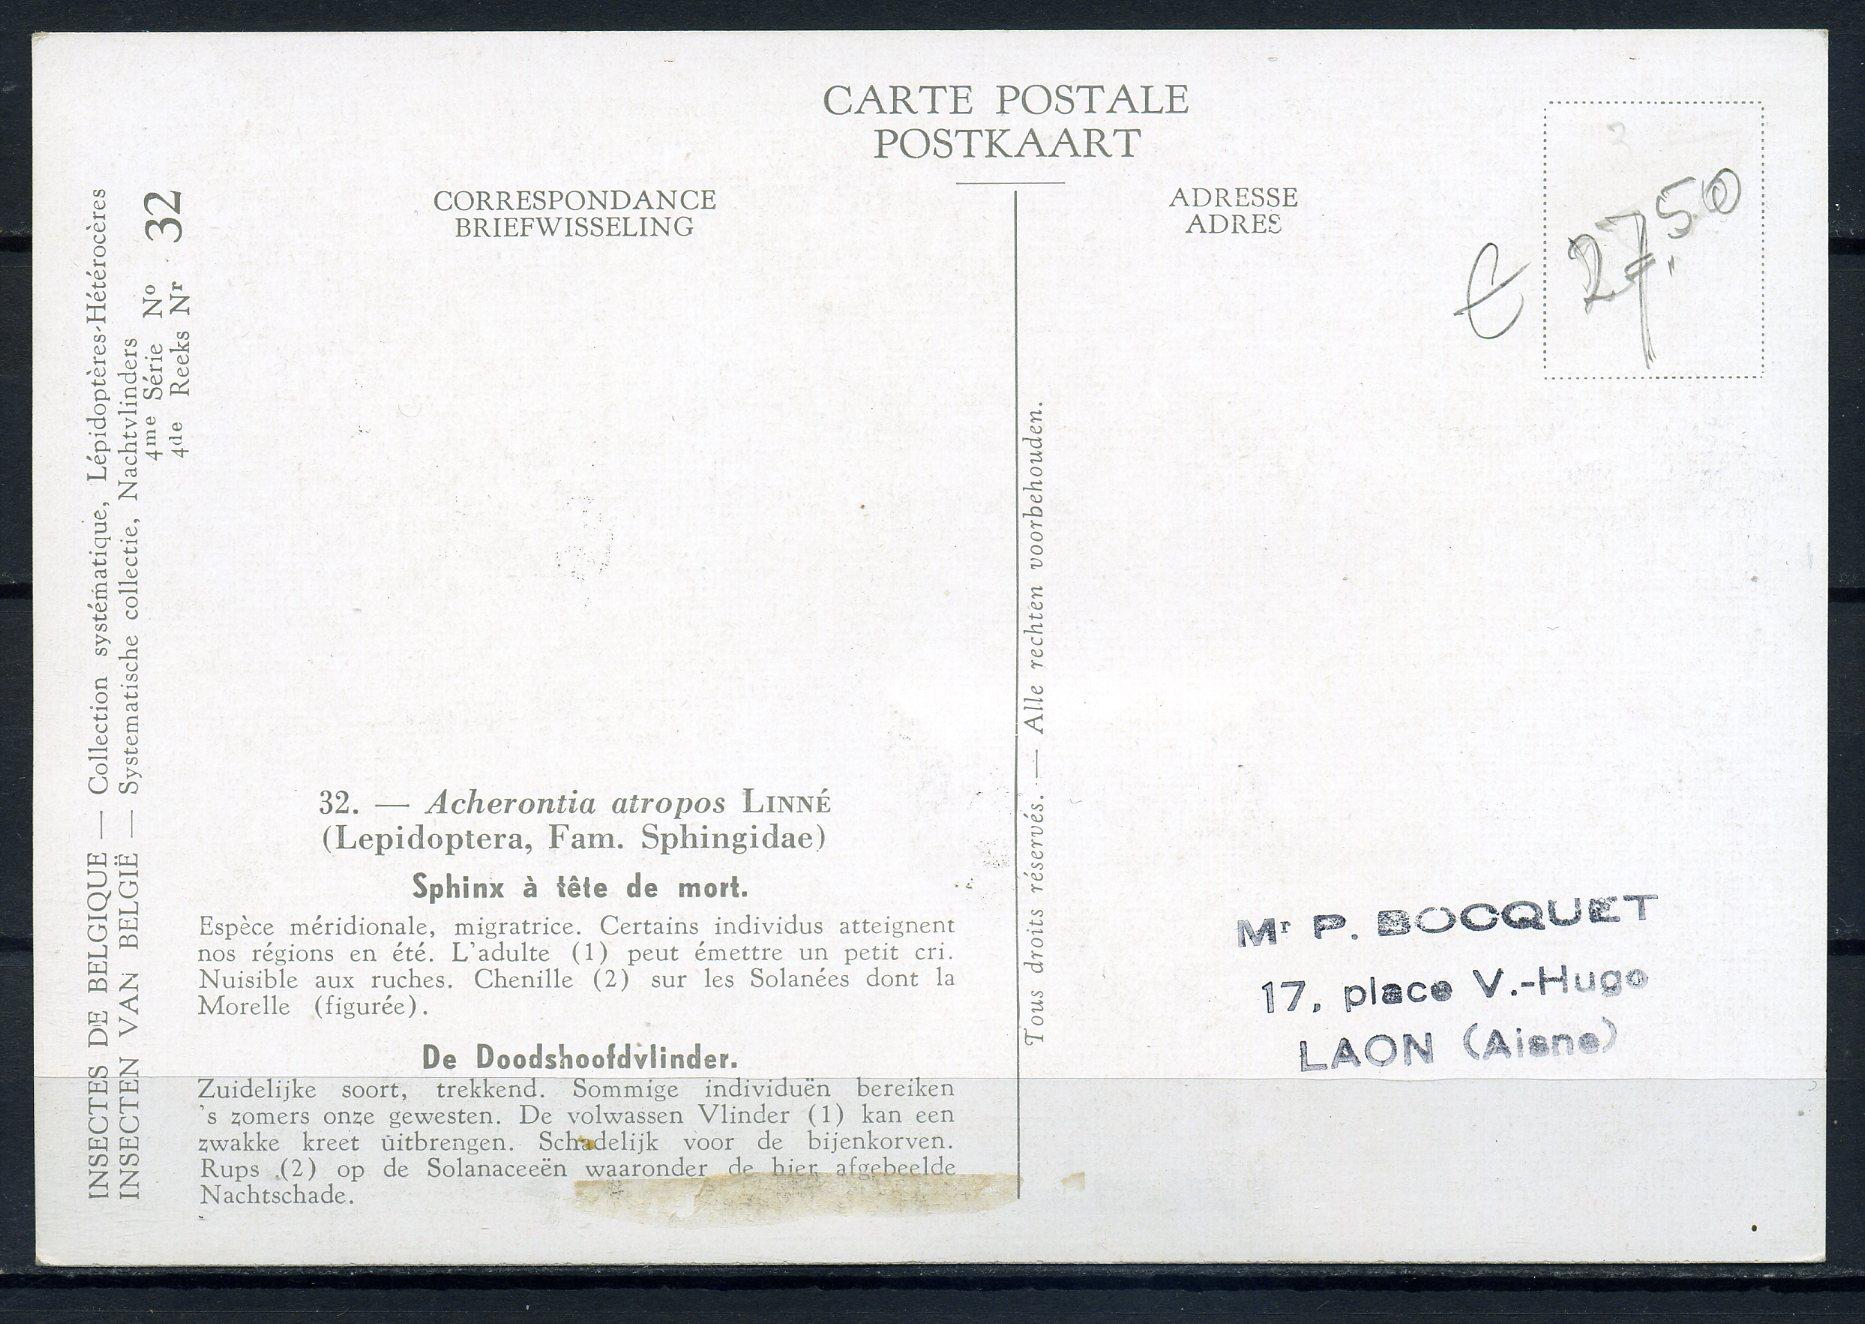 CARTE POSTALE
POSTKAART
CORRESPONDANCE
BRIEFWISSELING
ADRESSE
ADRES
€ 27.50
INSECTES DE BELGIQUE — Collection systématique, Lépidoptères-Hétérocères
INSECTEN VAN BELGIË — Systematische collectie, Nachtvlinders
4me Série No 32
4de Reeks Nr
32. — Acherontia atropos LINNÉ
(Lepidoptera, Fam. Sphingidae)
Sphinx à tête de mort.
Espèce méridionale, migratrice. Certains individus atteignent
nos régions en été. L'adulte (1) peut émettre un petit cri.
Nuisible aux ruches. Chenille (2) sur les Solanées dont la
Morelle (figurée).
De Doodshoofdvlinder.
Zuidelijke soort, trekkend. Sommige individuën bereiken
's zomers onze gewesten. De volwassen Vlinder (1) kan een
zwakke kreet uitbrengen. Schadelijk voor de bijenkorven.
Rups (2) op de Solanaceeën waaronder de hier afgebeelde
Nachtschade.
Tous droits réservés. — Alle rechten voorbehouden.
Mr P. BOCQUET
17, place V.-Hugo
LAON (Aisne)